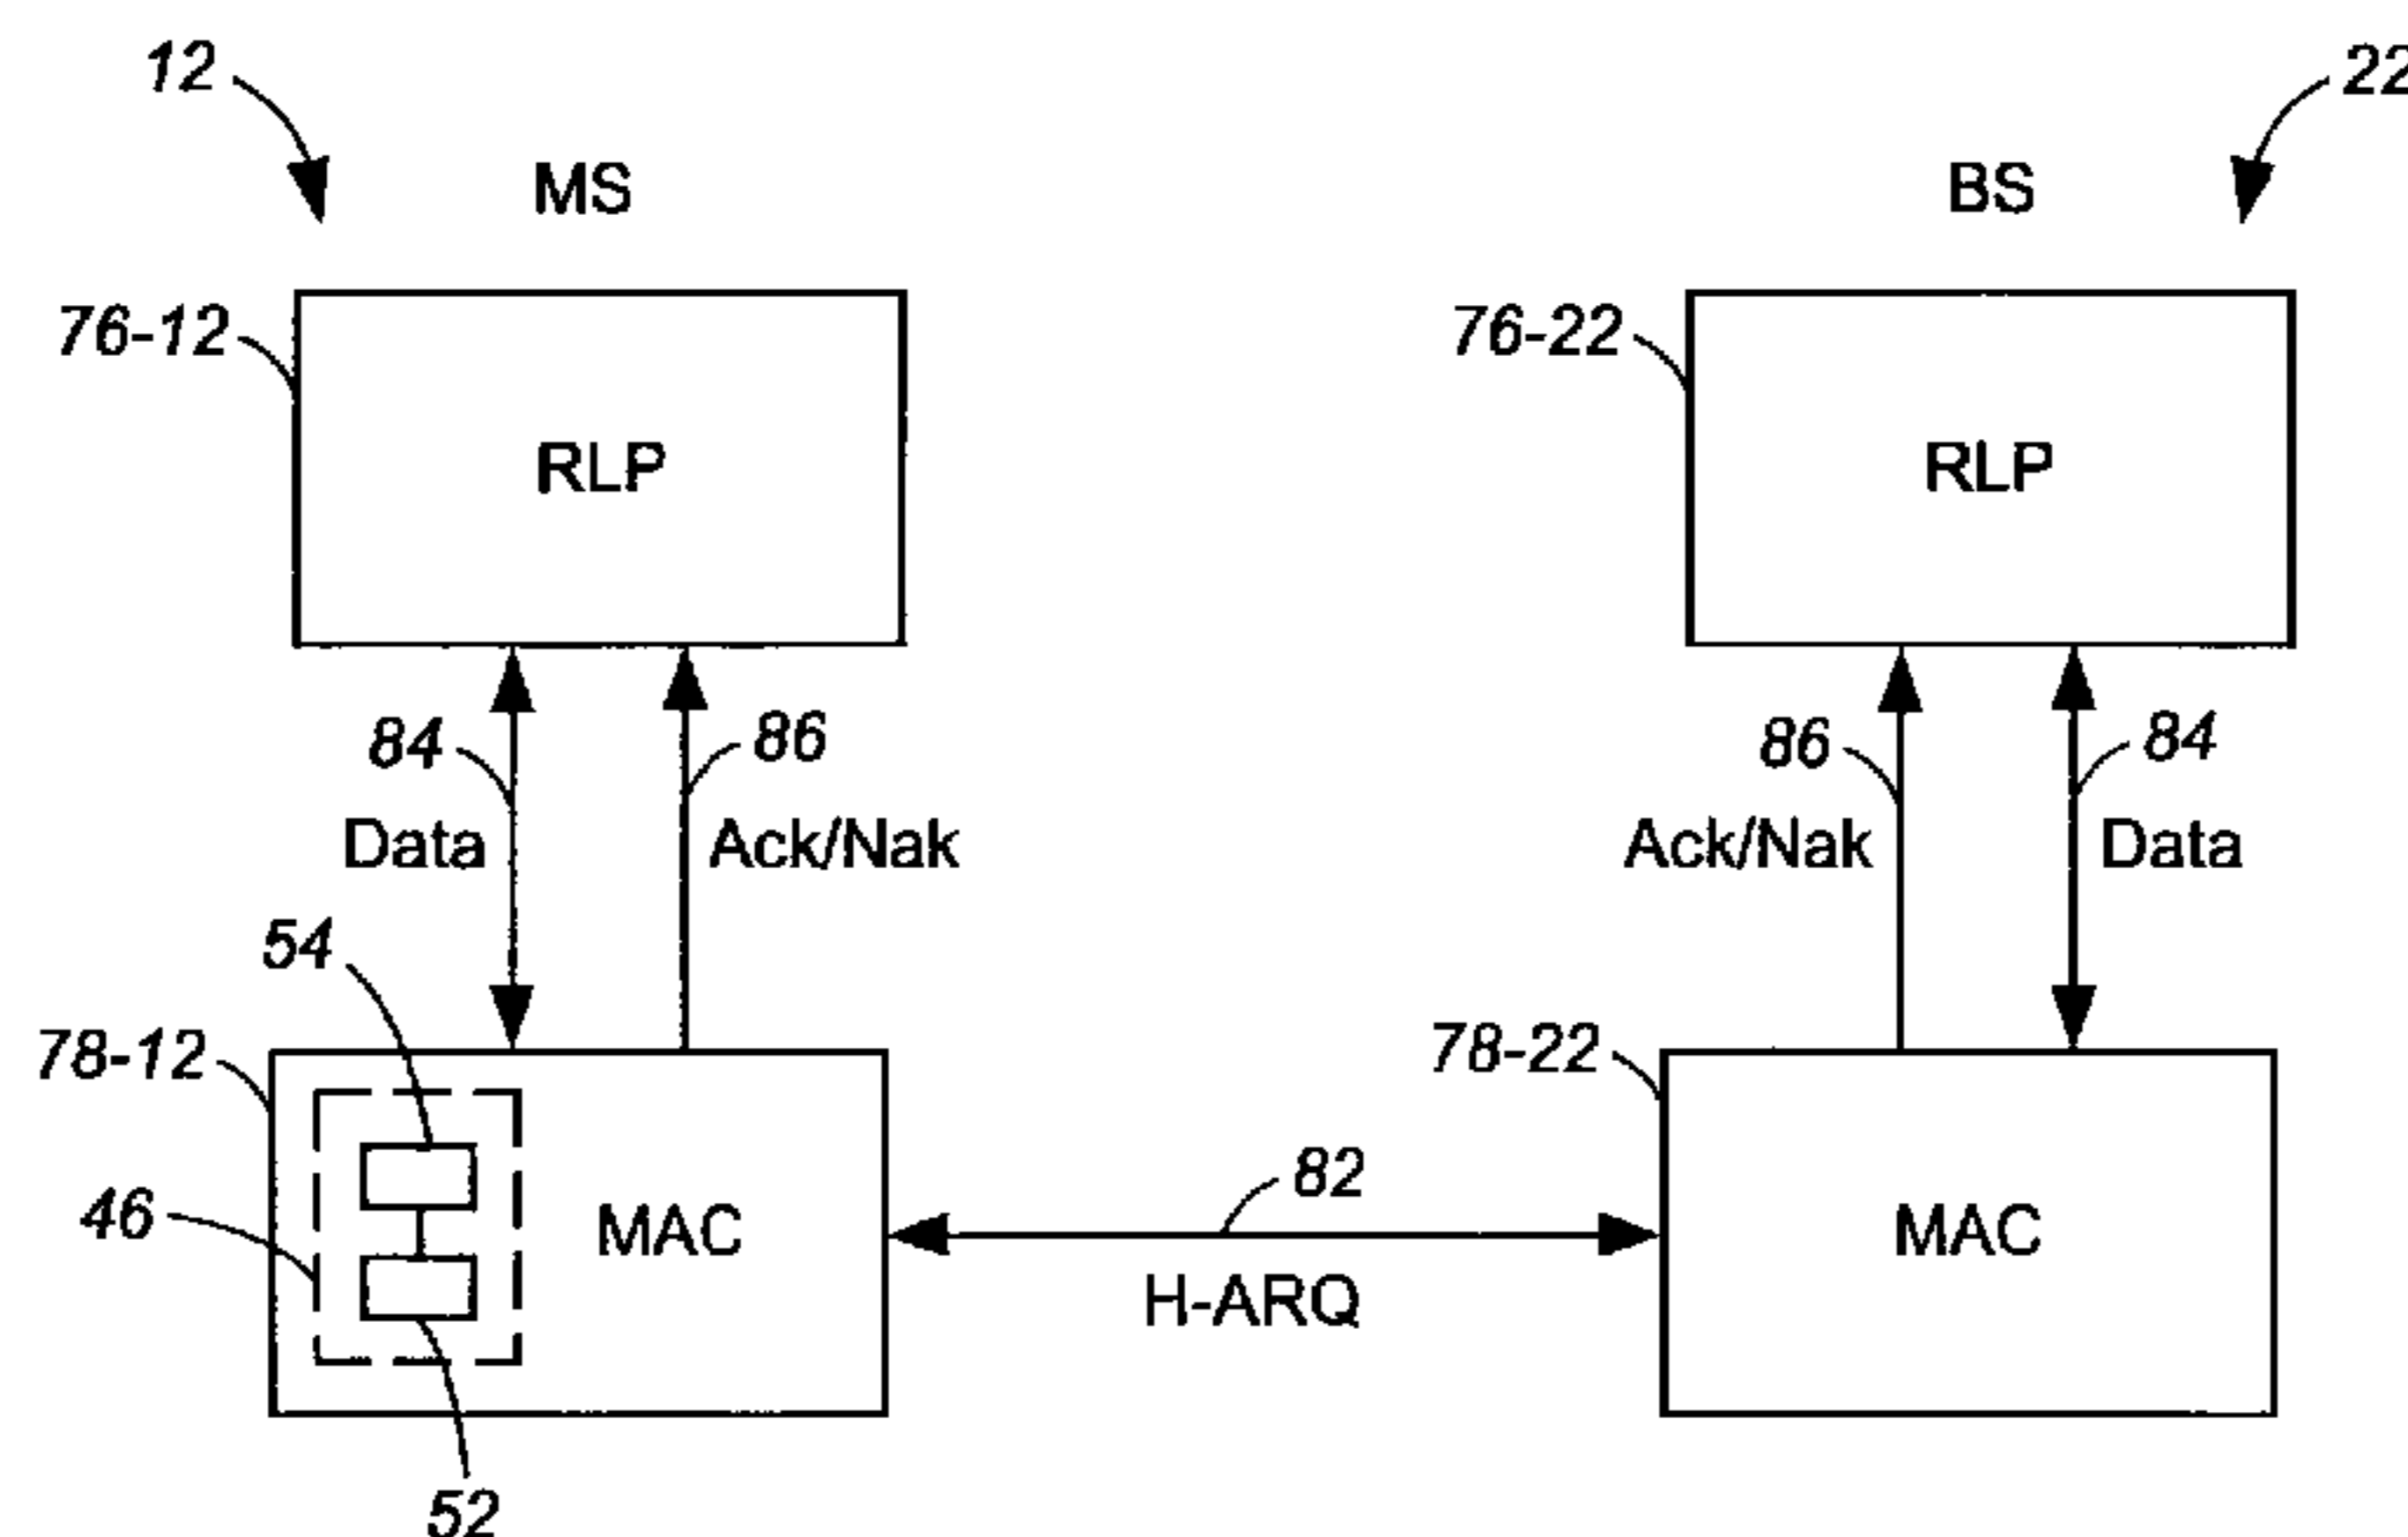 12
22
MS
BS
76-12
76-22
RLP
RLP
84
86
86
84
Data
Ack/Nak
Ack/Nak
Data
54
78-12
78-22
82
46
MAC
MAC
H-ARQ
52